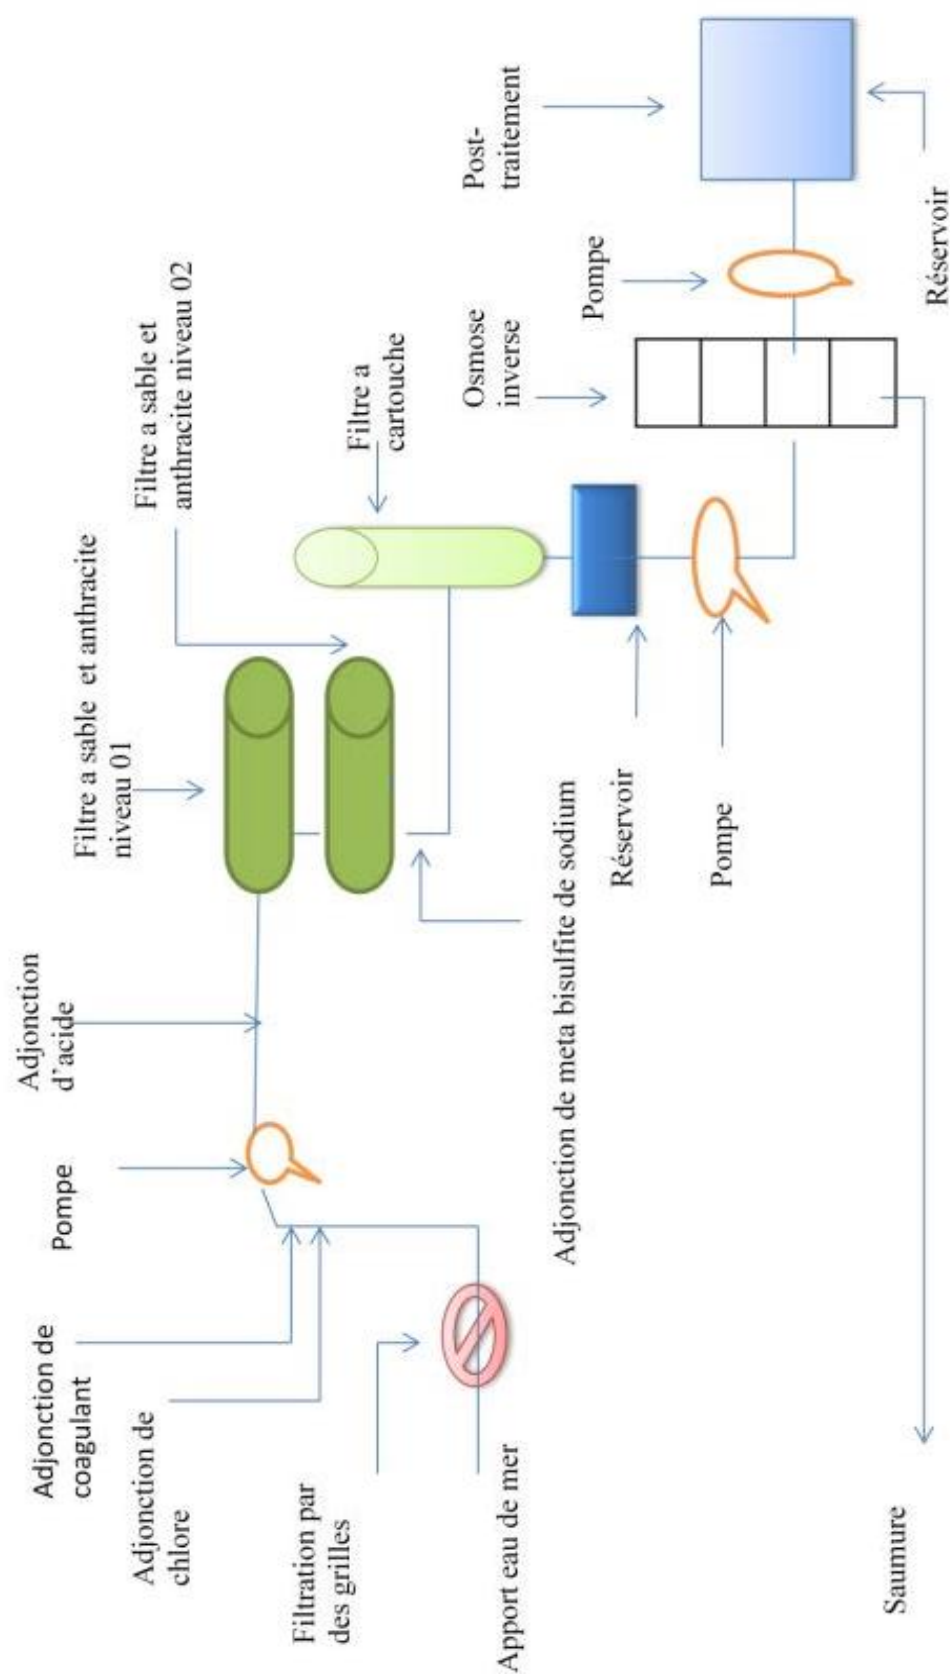 Adjonction de
coagulant
Adjonction de
chlore
Filtration par
des grilles
Apport eau de mer
Pompe
Adjonction
d'acide
Filtre a sable et anthracite
niveau 01
Filtre a sable et
anthracite niveau 02
Filtre a
cartouche
Adjonction de meta bisulfite de sodium
Réservoir
Pompe
Osmose
inverse
Pompe
Post-
traitement
Réservoir
Saumure